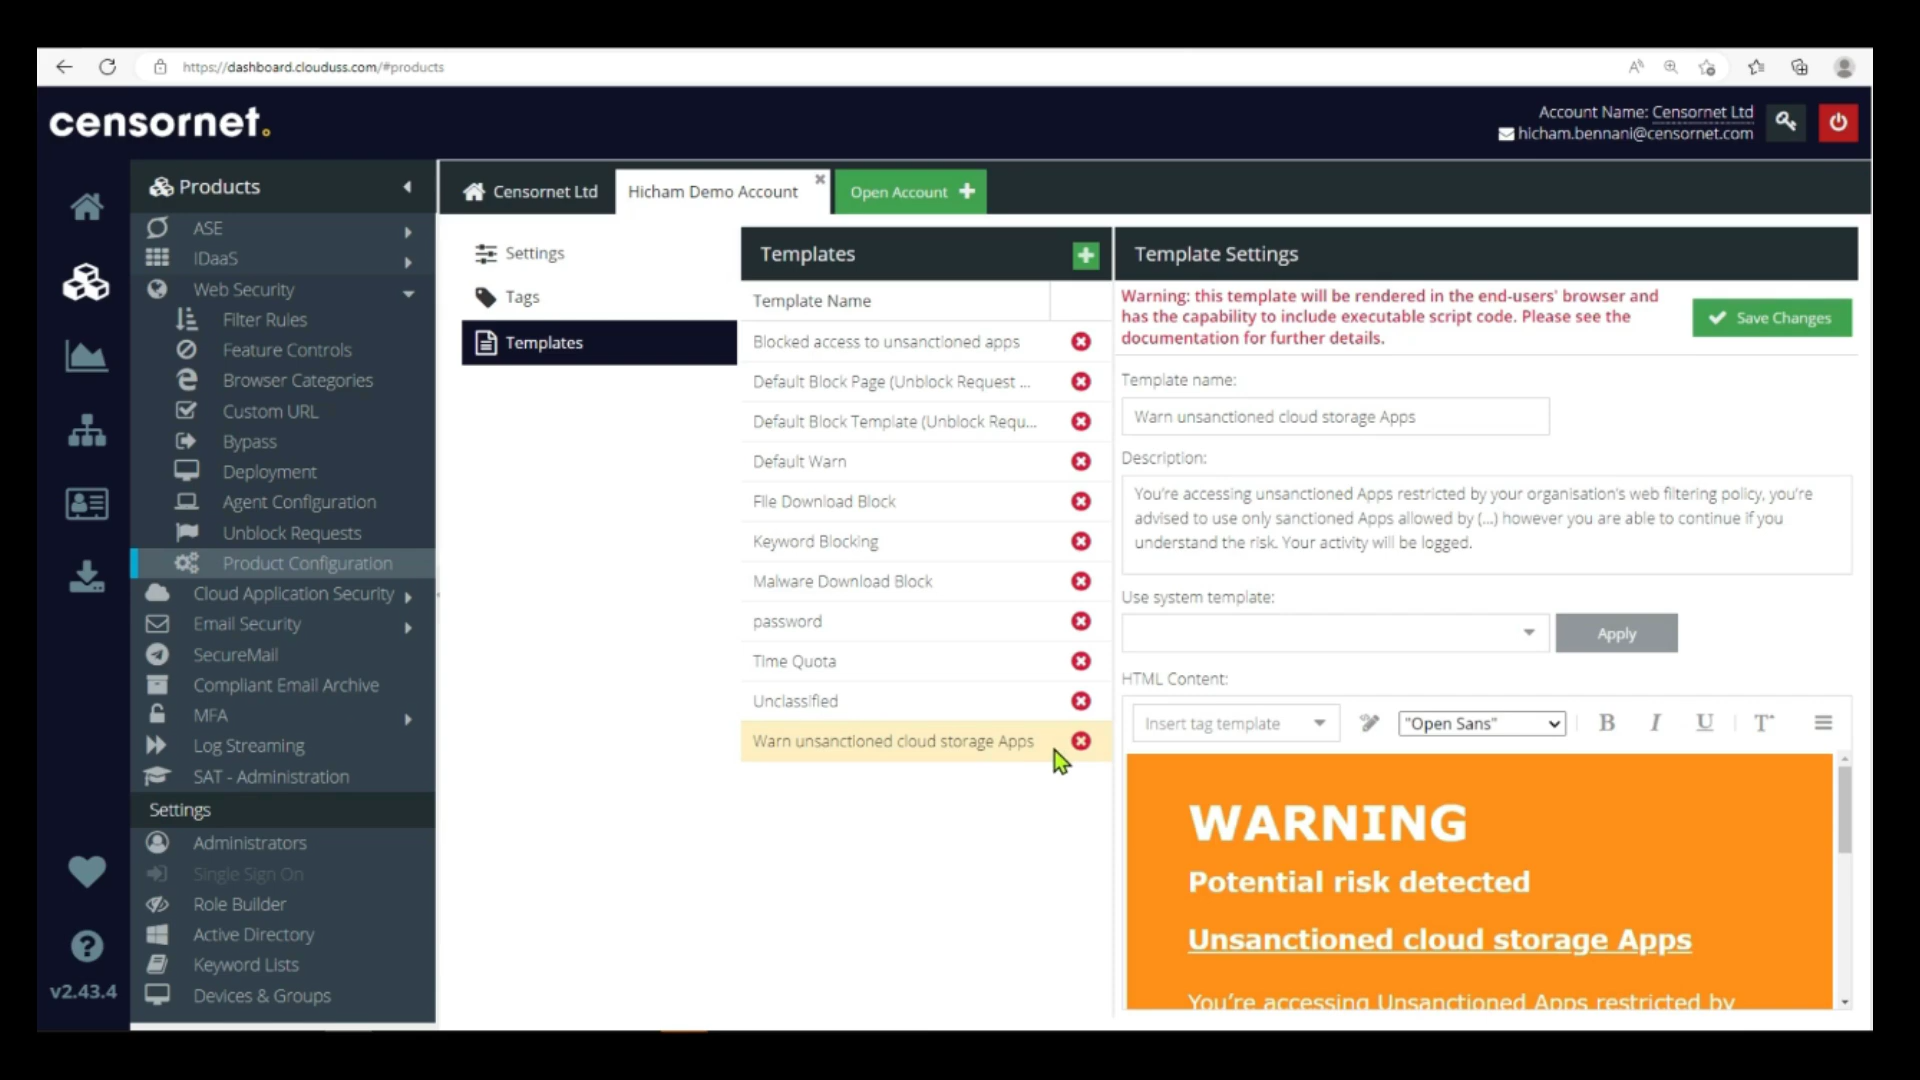 https://dashboard.clouduss.com/#products
censornet.
Account Name: Censornet Ltd
hicham.bennani@censornet.com
Products
ASE
IDaaS
Web Security
Filter Rules
Feature Controls
Browser Categories
Custom URL
Bypass
Deployment
Agent Configuration
Unblock Requests
Product Configuration
Cloud Application Security
Email Security
SecureMail
Compliant Email Archive
MFA
Log Streaming
SAT - Administration
Settings
Administrators
Single Sign On
Role Builder
Active Directory
Keyword Lists
Devices & Groups
v2.43.4
Censornet Ltd
Hicham Demo Account
Open Account
Settings
Tags
Templates
Templates
Template Name
Blocked access to unsanctioned apps
Default Block Page (Unblock Request ...
Default Block Template (Unblock Requ...
Default Warn
File Download Block
Keyword Blocking
Malware Download Block
password
Time Quota
Unclassified
Warn unsanctioned cloud storage Apps
Template Settings
Warning: this template will be rendered in the end-users' browser and
has the capability to include executable script code. Please see the
documentation for further details.
Save Changes
Template name:
Warn unsanctioned cloud storage Apps
Description:
You're accessing unsanctioned Apps restricted by your organisation's web filtering policy, you're
advised to use only sanctioned Apps allowed by (...) however you are able to continue if you
understand the risk. Your activity will be logged.
Use system template:
Apply
HTML Content:
Insert tag template
"Open Sans"
B I U T
WARNING
Potential risk detected
Unsanctioned cloud storage Apps
You're accessing Unsanctioned Apps restricted by